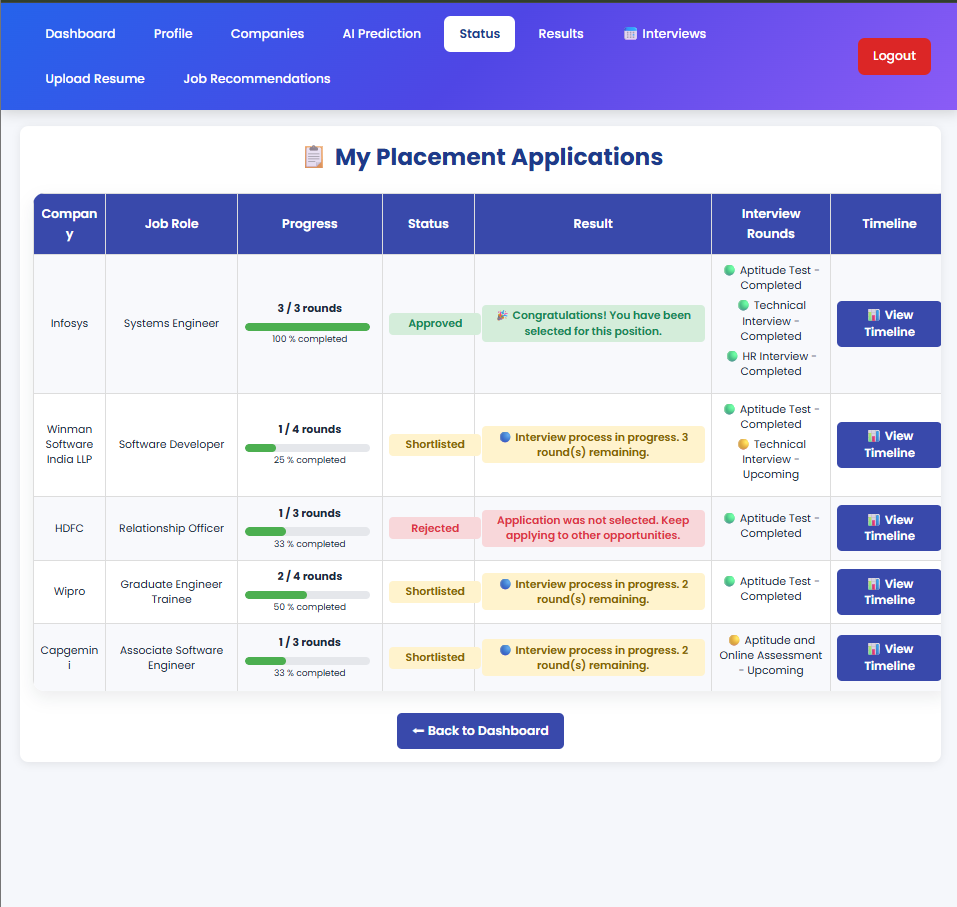 Dashboard Profile Companies AI Prediction Status Results Interviews
Upload Resume Job Recommendations
Logout
My Placement Applications
Compan
y
Job Role
Progress
Status
Result
Interview
Rounds
Timeline
Infosys
Systems Engineer
3 / 3 rounds
100 % completed
Approved
Congratulations! You have been
selected for this position.
Aptitude Test -
Completed
Technical
Interview -
Completed
HR Interview -
Completed
View
Timeline
Winman
Software
India LLP
Software Developer
1 / 4 rounds
25 % completed
Shortlisted
Interview process in progress. 3
round(s) remaining.
Aptitude Test -
Completed
Technical
Interview -
Upcoming
View
Timeline
HDFC
Relationship Officer
1 / 3 rounds
33 % completed
Rejected
Application was not selected. Keep
applying to other opportunities.
Aptitude Test -
Completed
View
Timeline
Wipro
Graduate Engineer
Trainee
2 / 4 rounds
50 % completed
Shortlisted
Interview process in progress. 2
round(s) remaining.
Aptitude Test -
Completed
View
Timeline
Capgemin
i
Associate Software
Engineer
1 / 3 rounds
33 % completed
Shortlisted
Interview process in progress. 2
round(s) remaining.
Aptitude and
Online Assessment
- Upcoming
View
Timeline
⬅ Back to Dashboard